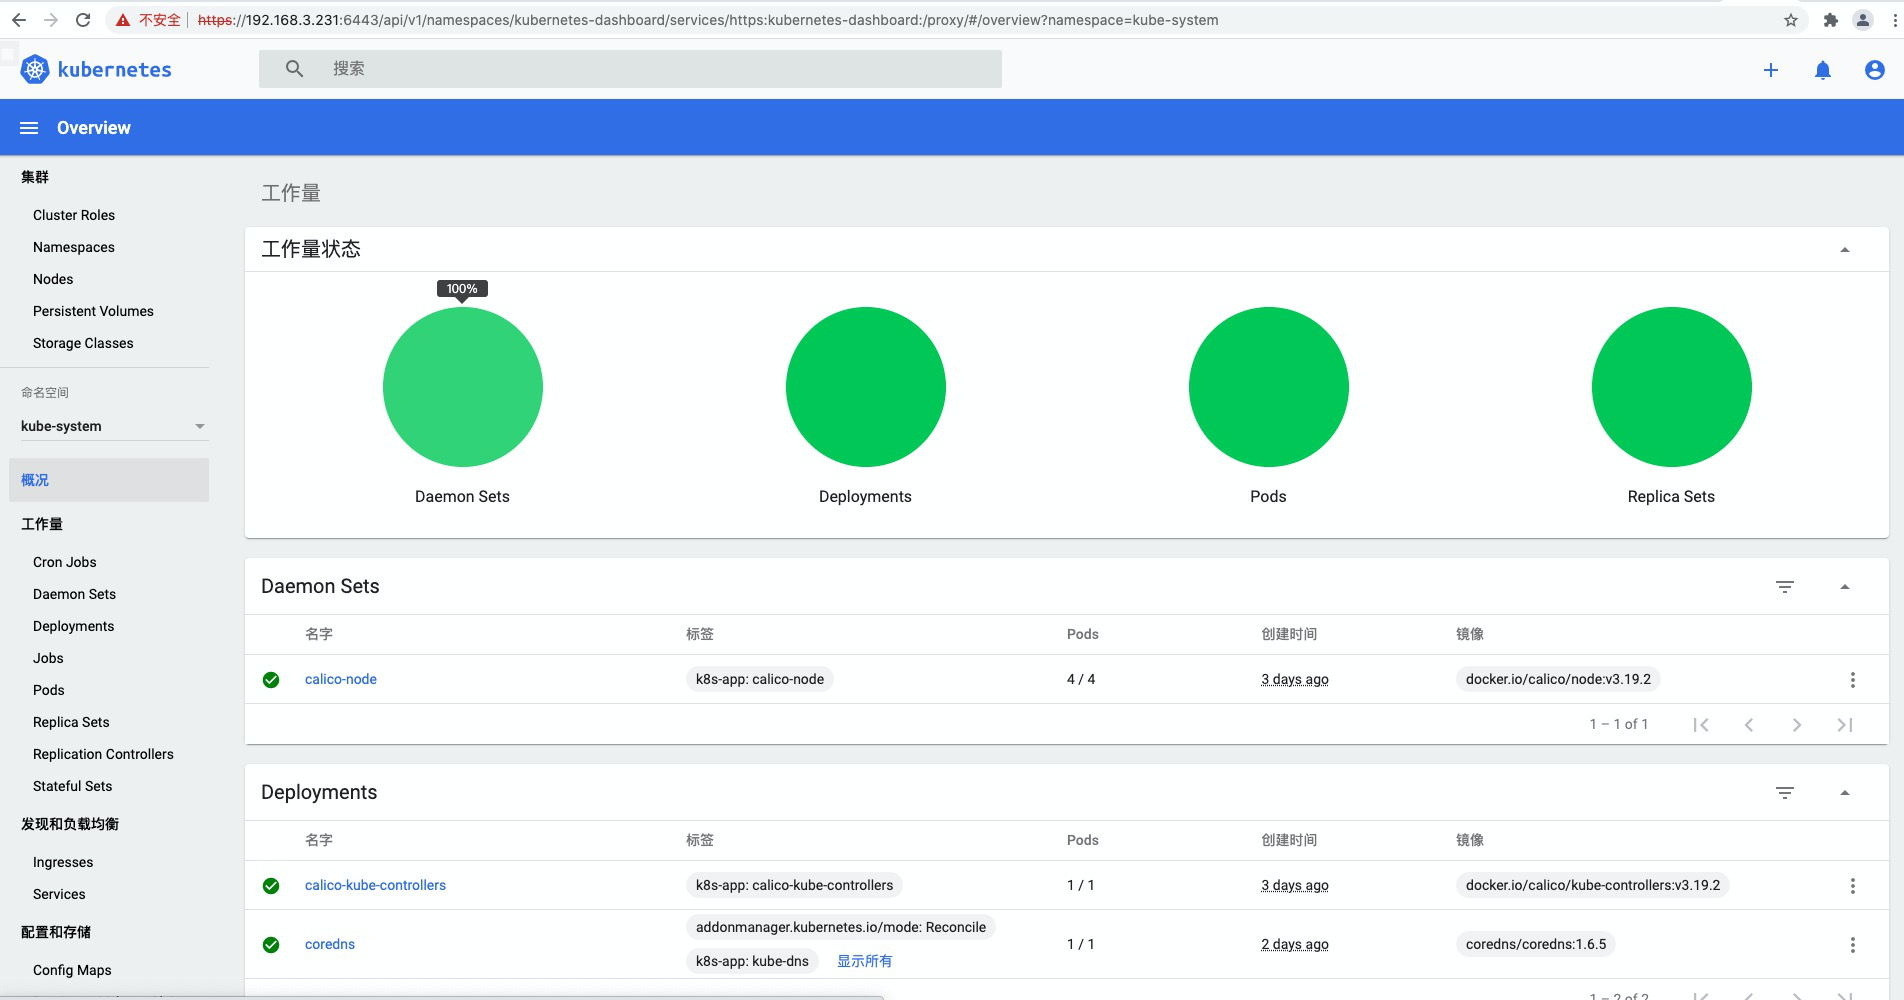 不安全 https://192.168.3.231:6443/api/v1/namespaces/kubernetes-dashboard/services/https:kubernetes-dashboard:/proxy/#/overview?namespace=kube-system
kubernetes
搜索
Overview
集群
Cluster Roles
Namespaces
Nodes
Persistent Volumes
Storage Classes
命名空间
kube-system
概况
工作量
Cron Jobs
Daemon Sets
Deployments
Jobs
Pods
Replica Sets
Replication Controllers
Stateful Sets
发现和负载均衡
Ingresses
Services
配置和存储
Config Maps
工作量
工作量状态
100%
Daemon Sets Deployments Pods Replica Sets
Daemon Sets
名字 标签 Pods 创建时间 镜像
calico-node k8s-app: calico-node 4 / 4 3 days ago docker.io/calico/node:v3.19.2
1 – 1 of 1
Deployments
名字 标签 Pods 创建时间 镜像
calico-kube-controllers k8s-app: calico-kube-controllers 1 / 1 3 days ago docker.io/calico/kube-controllers:v3.19.2
addonmanager.kubernetes.io/mode: Reconcile
coredns 1 / 1 2 days ago coredns/coredns:1.6.5
k8s-app: kube-dns 显示所有
1 – 2 of 2